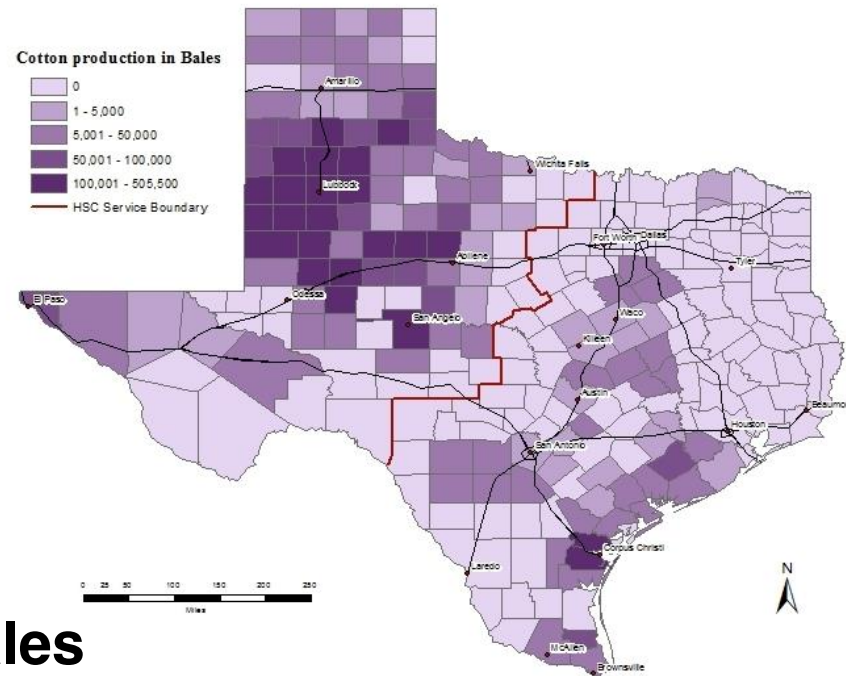 Cotton production in Bales
0
1 - 5,000
5,001 - 50,000
50,001 - 100,000
100,001 - 505,500
HSC Service Boundary
Amarillo
Wichita Falls
Lubbock
Fort Worth
Dallas
Abilene
Tyler
Odessa
El Paso
San Angelo
Waco
Killeen
Austin
Beaumo
Houston
San Antonio
Corpus Christi
Laredo
N
0 25 50 100 150 200 250
Miles
les
McAllen
Brownsville